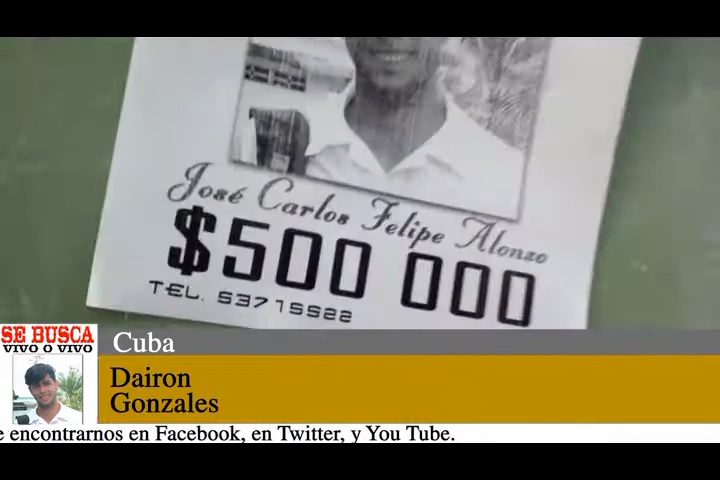 José Carlos Felipe Alonzo
$500 000
TEL. 53715588
SE BUSCA
VIVO O VIVO
Cuba
Dairon
Gonzales
e encontrarnos en Facebook, en Twitter, y You Tube.